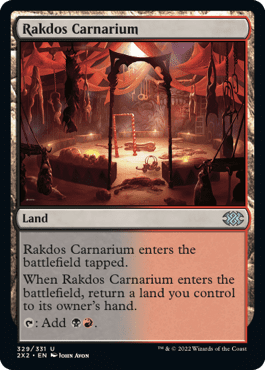 Rakdos Carnarium
Land
Rakdos Carnarium enters the
battlefield tapped.
When Rakdos Carnarium enters the
battlefield, return a land you control
to its owner's hand.
: Add .
329/331 U
2X2 • EN JOHN AVON
™ & © 2022 Wizards of the Coast